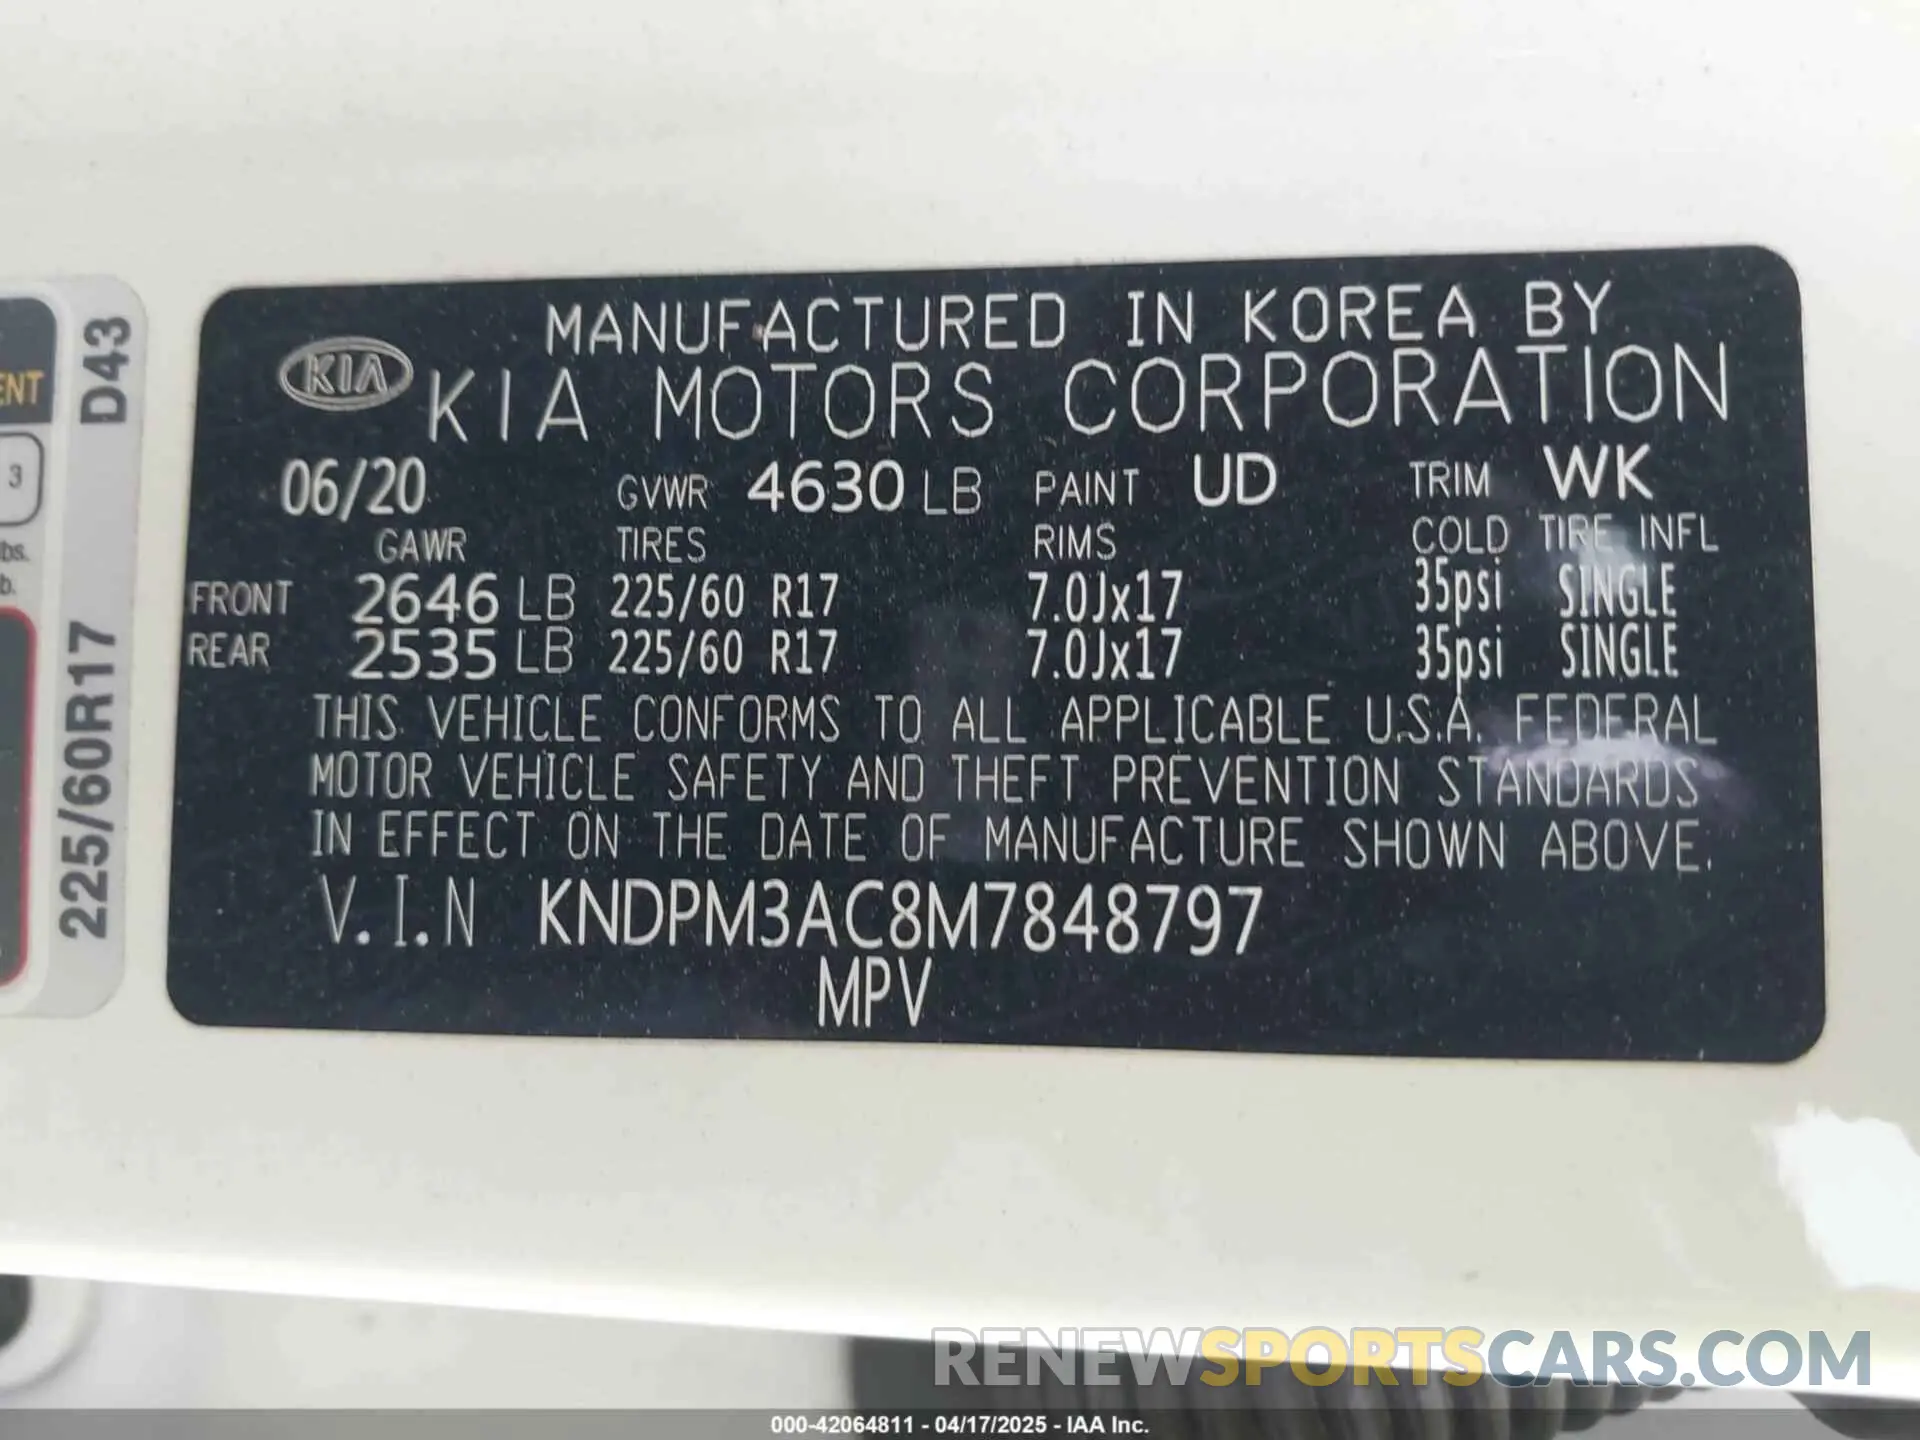 MANUFACTURED IN KOREA BY
KIA KIA MOTORS CORPORATION
06/20 GVWR 4630 LB PAINT UD TRIM WK
GAWR TIRES RIMS COLD TIRE INFL
FRONT 2646 LB 225/60 R17 7.0Jx17 35psi SINGLE
REAR 2535 LB 225/60 R17 7.0Jx17 35psi SINGLE
THIS VEHICLE CONFORMS TO ALL APPLICABLE U.S.A. FEDERAL
MOTOR VEHICLE SAFETY AND THEFT PREVENTION STANDARDS
IN EFFECT ON THE DATE OF MANUFACTURE SHOWN ABOVE.
V.I.N KNDPM3AC8M7848797
MPV
225/60R17 D43
3
lbs.
RENEWSPORTSCARS.COM
000-42064811 - 04/17/2025 - IAA Inc.